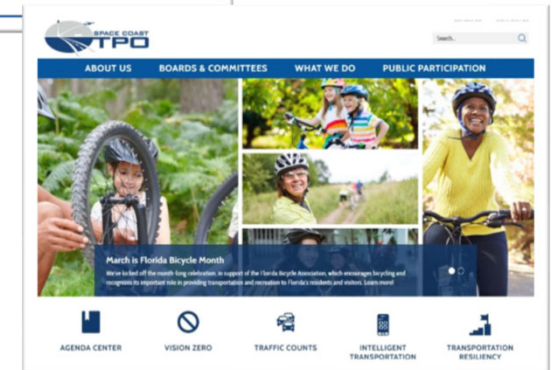 SPACE COAST
TPO
Search...
ABOUT US BOARDS & COMMITTEES WHAT WE DO PUBLIC PARTICIPATION
March is Florida Bicycle Month
We've kicked off the month-long celebration, in support of the Florida Bicycle Association, which encourages bicycling and
recognizes its important role in providing transportation and recreation to Florida's residents and visitors. Learn more!
AGENDA CENTER
VISION ZERO
TRAFFIC COUNTS
INTELLIGENT
TRANSPORTATION
TRANSPORTATION
RESILIENCY